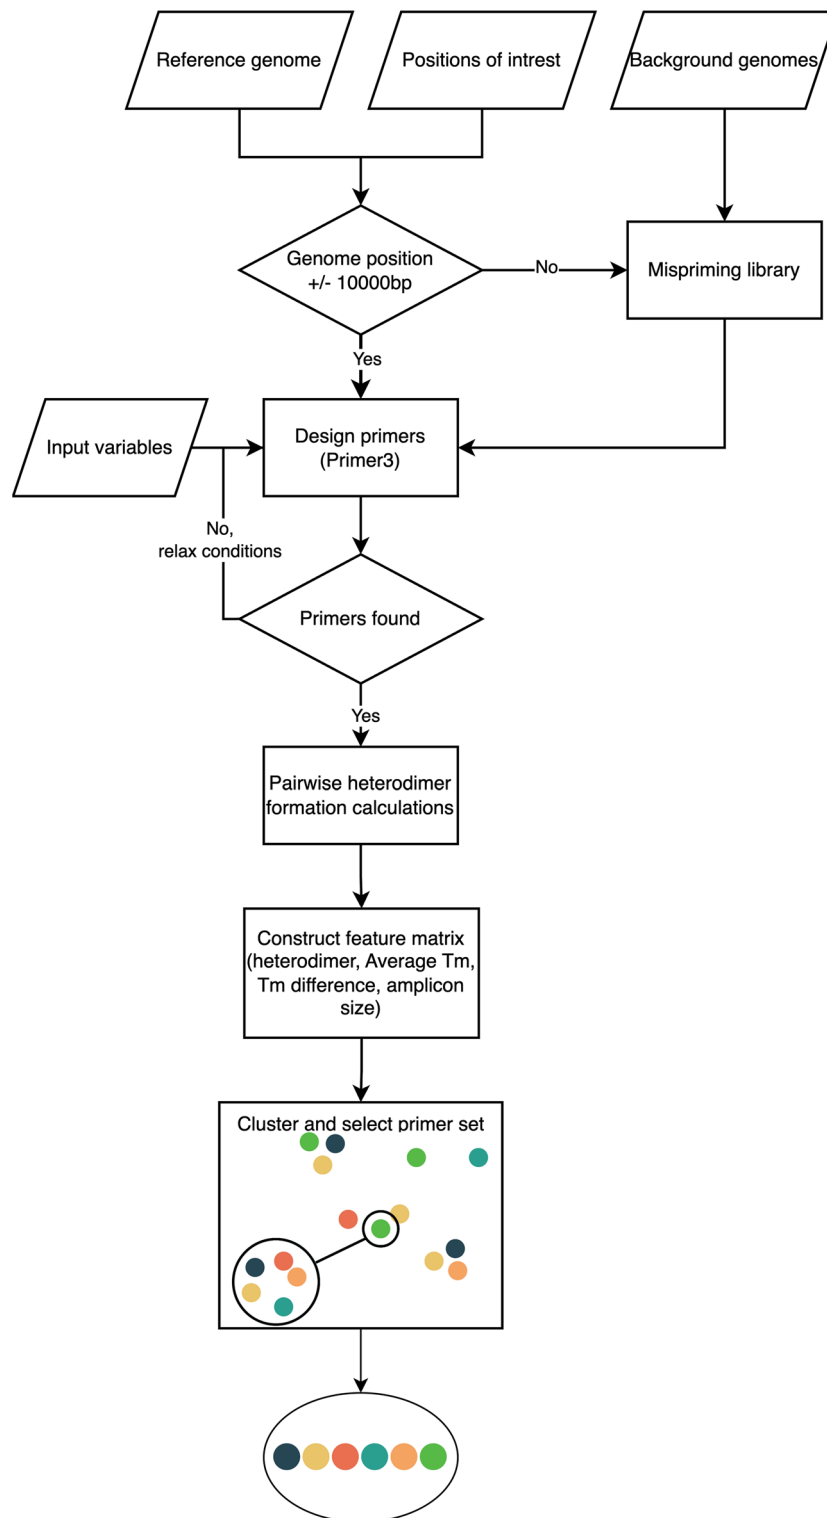 Reference genome
Positions of intrest
Background genomes
Genome position
+/- 10000bp
No
Mispriming library
Yes
Input variables
Design primers
(Primer3)
No,
relax conditions
Primers found
Yes
Pairwise heterodimer
formation calculations
Construct feature matrix
(heterodimer, Average Tm,
Tm difference, amplicon
size)
Cluster and select primer set